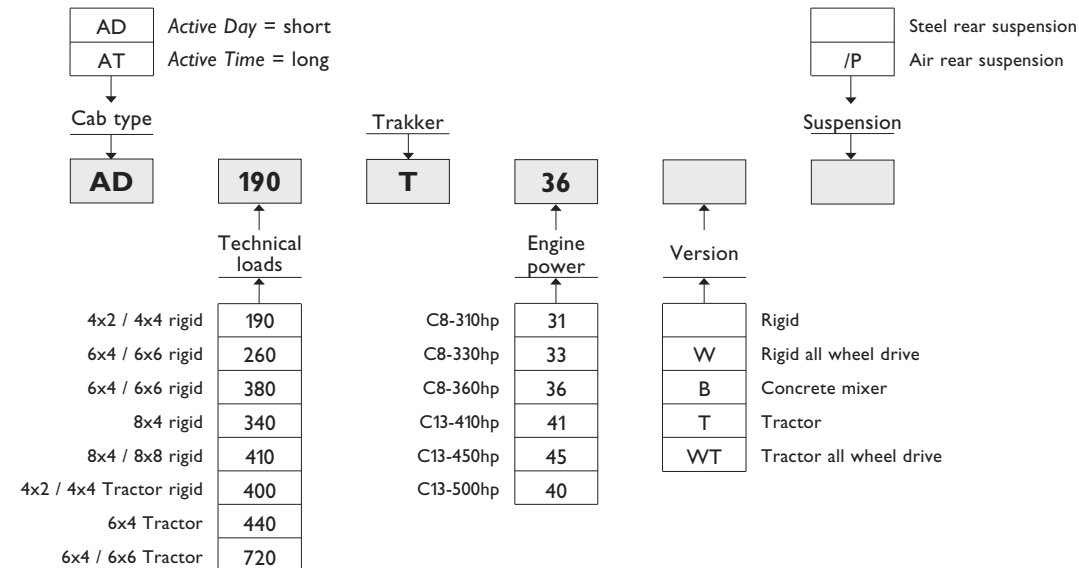 AD Active Day = short
AT Active Time = long
Steel rear suspension
/P Air rear suspension
Cab type
Trakker
Suspension
AD 190 T 36
Technical
loads
Engine
power
Version
4x2 / 4x4 rigid 190
6x4 / 6x6 rigid 260
6x4 / 6x6 rigid 380
8x4 rigid 340
8x4 / 8x8 rigid 410
4x2 / 4x4 Tractor rigid 400
6x4 Tractor 440
6x4 / 6x6 Tractor 720
C8-310hp 31
C8-330hp 33
C8-360hp 36
C13-410hp 41
C13-450hp 45
C13-500hp 40
Rigid
W Rigid all wheel drive
B Concrete mixer
T Tractor
WT Tractor all wheel drive